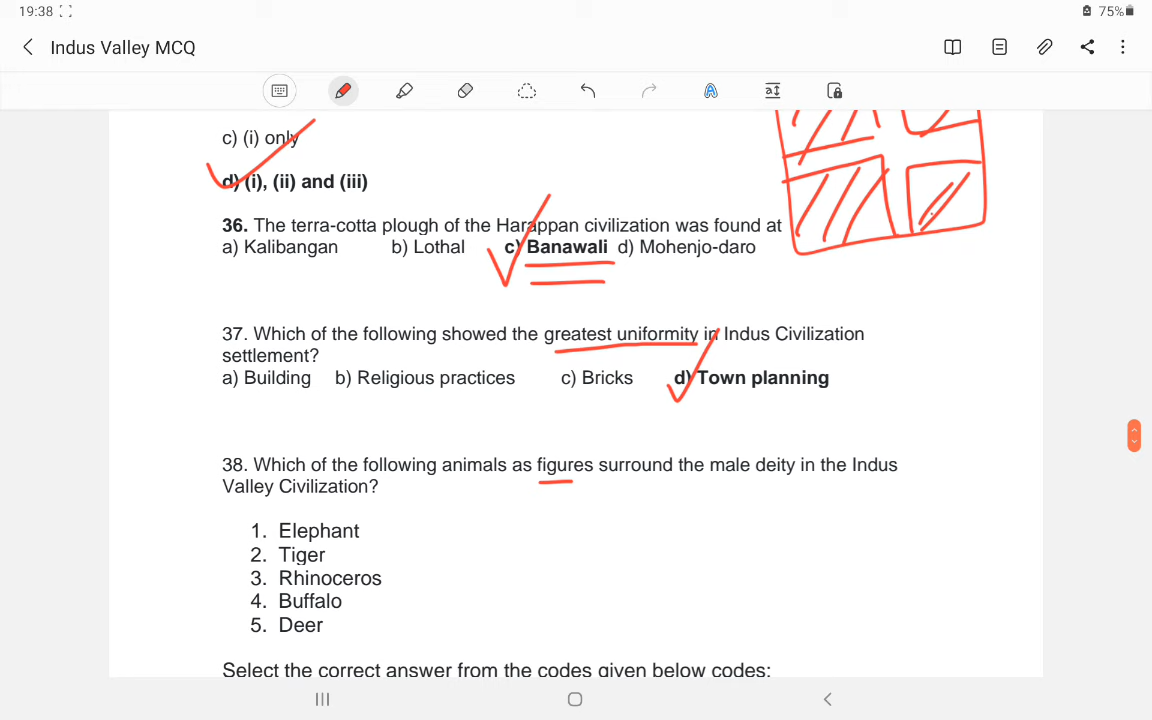 19:38
75%
Indus Valley MCQ
c) (i) only
d) (i), (ii) and (iii)
36. The terra-cotta plough of the Harappan civilization was found at
a) Kalibangan b) Lothal c) Banawali d) Mohenjo-daro
37. Which of the following showed the greatest uniformity in Indus Civilization
settlement?
a) Building b) Religious practices c) Bricks d) Town planning
38. Which of the following animals as figures surround the male deity in the Indus
Valley Civilization?
1. Elephant
2. Tiger
3. Rhinoceros
4. Buffalo
5. Deer
Select the correct answer from the codes given below codes: